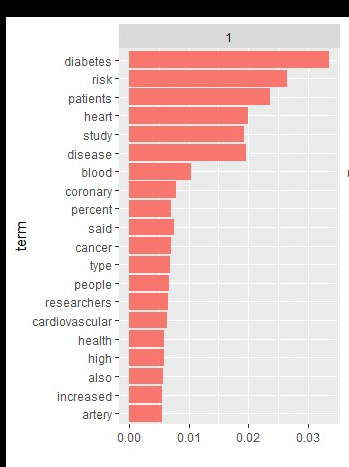 1
diabetes
risk
patients
heart
study
disease
blood
coronary
percent
said
cancer
type
people
researchers
cardiovascular
health
high
also
increased
artery
term
0.00 0.01 0.02 0.03